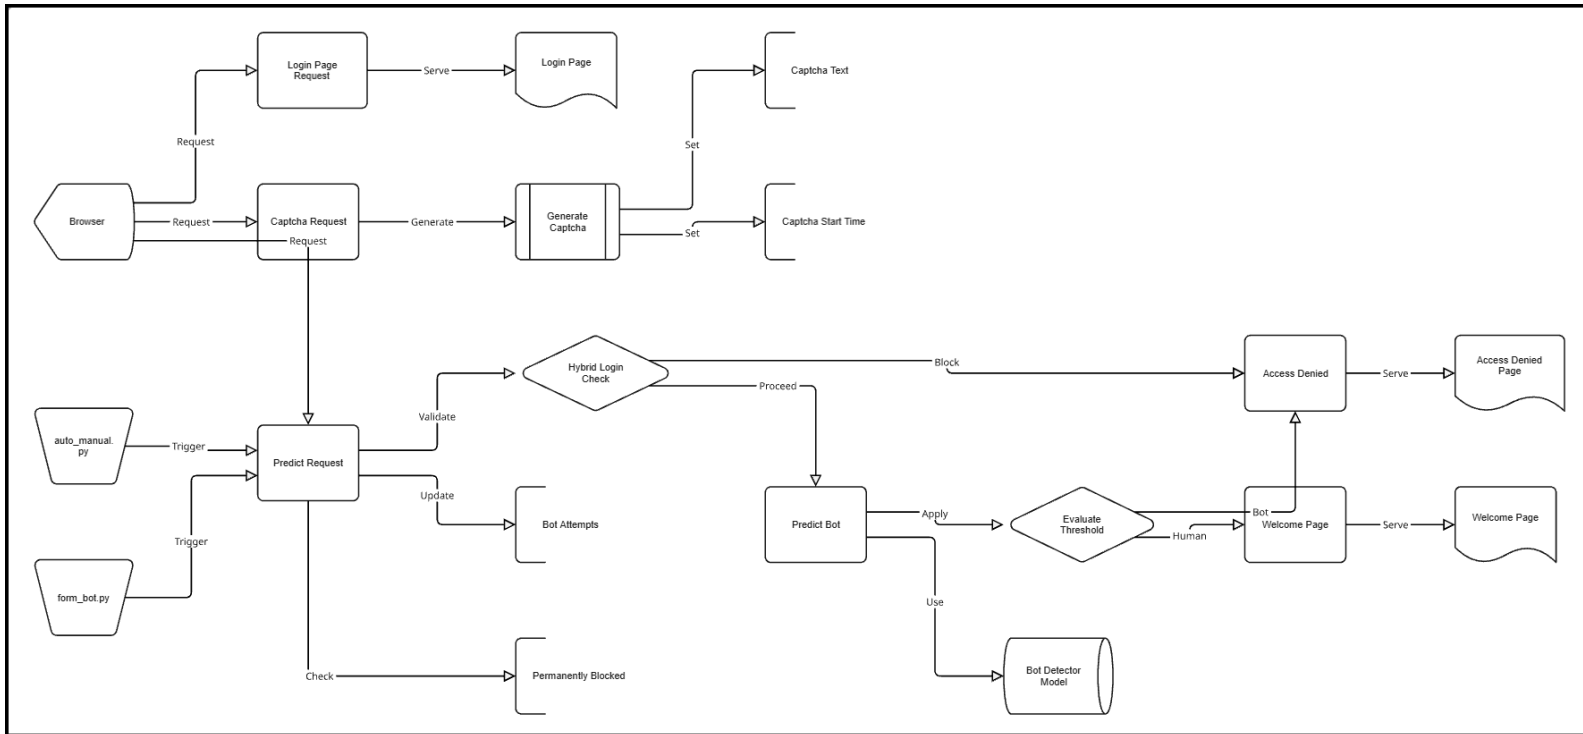 Login Page
Request
Serve
Login Page
Captcha Text
Request
Set
Browser
Request
Captcha Request
Generate
Generate
Captcha
Captcha Start Time
Request
Set
Hybrid Login
Check
Block
Access Denied
Serve
Access Denied
Page
Proceed
Validate
auto_manual.
py
Trigger
Predict Request
Update
Bot Attempts
Predict Bot
Apply
Evaluate
Threshold
Bot
Human
Welcome Page
Serve
Welcome Page
Trigger
form_bot.py
Use
Check
Permanently Blocked
Bot Detector
Model